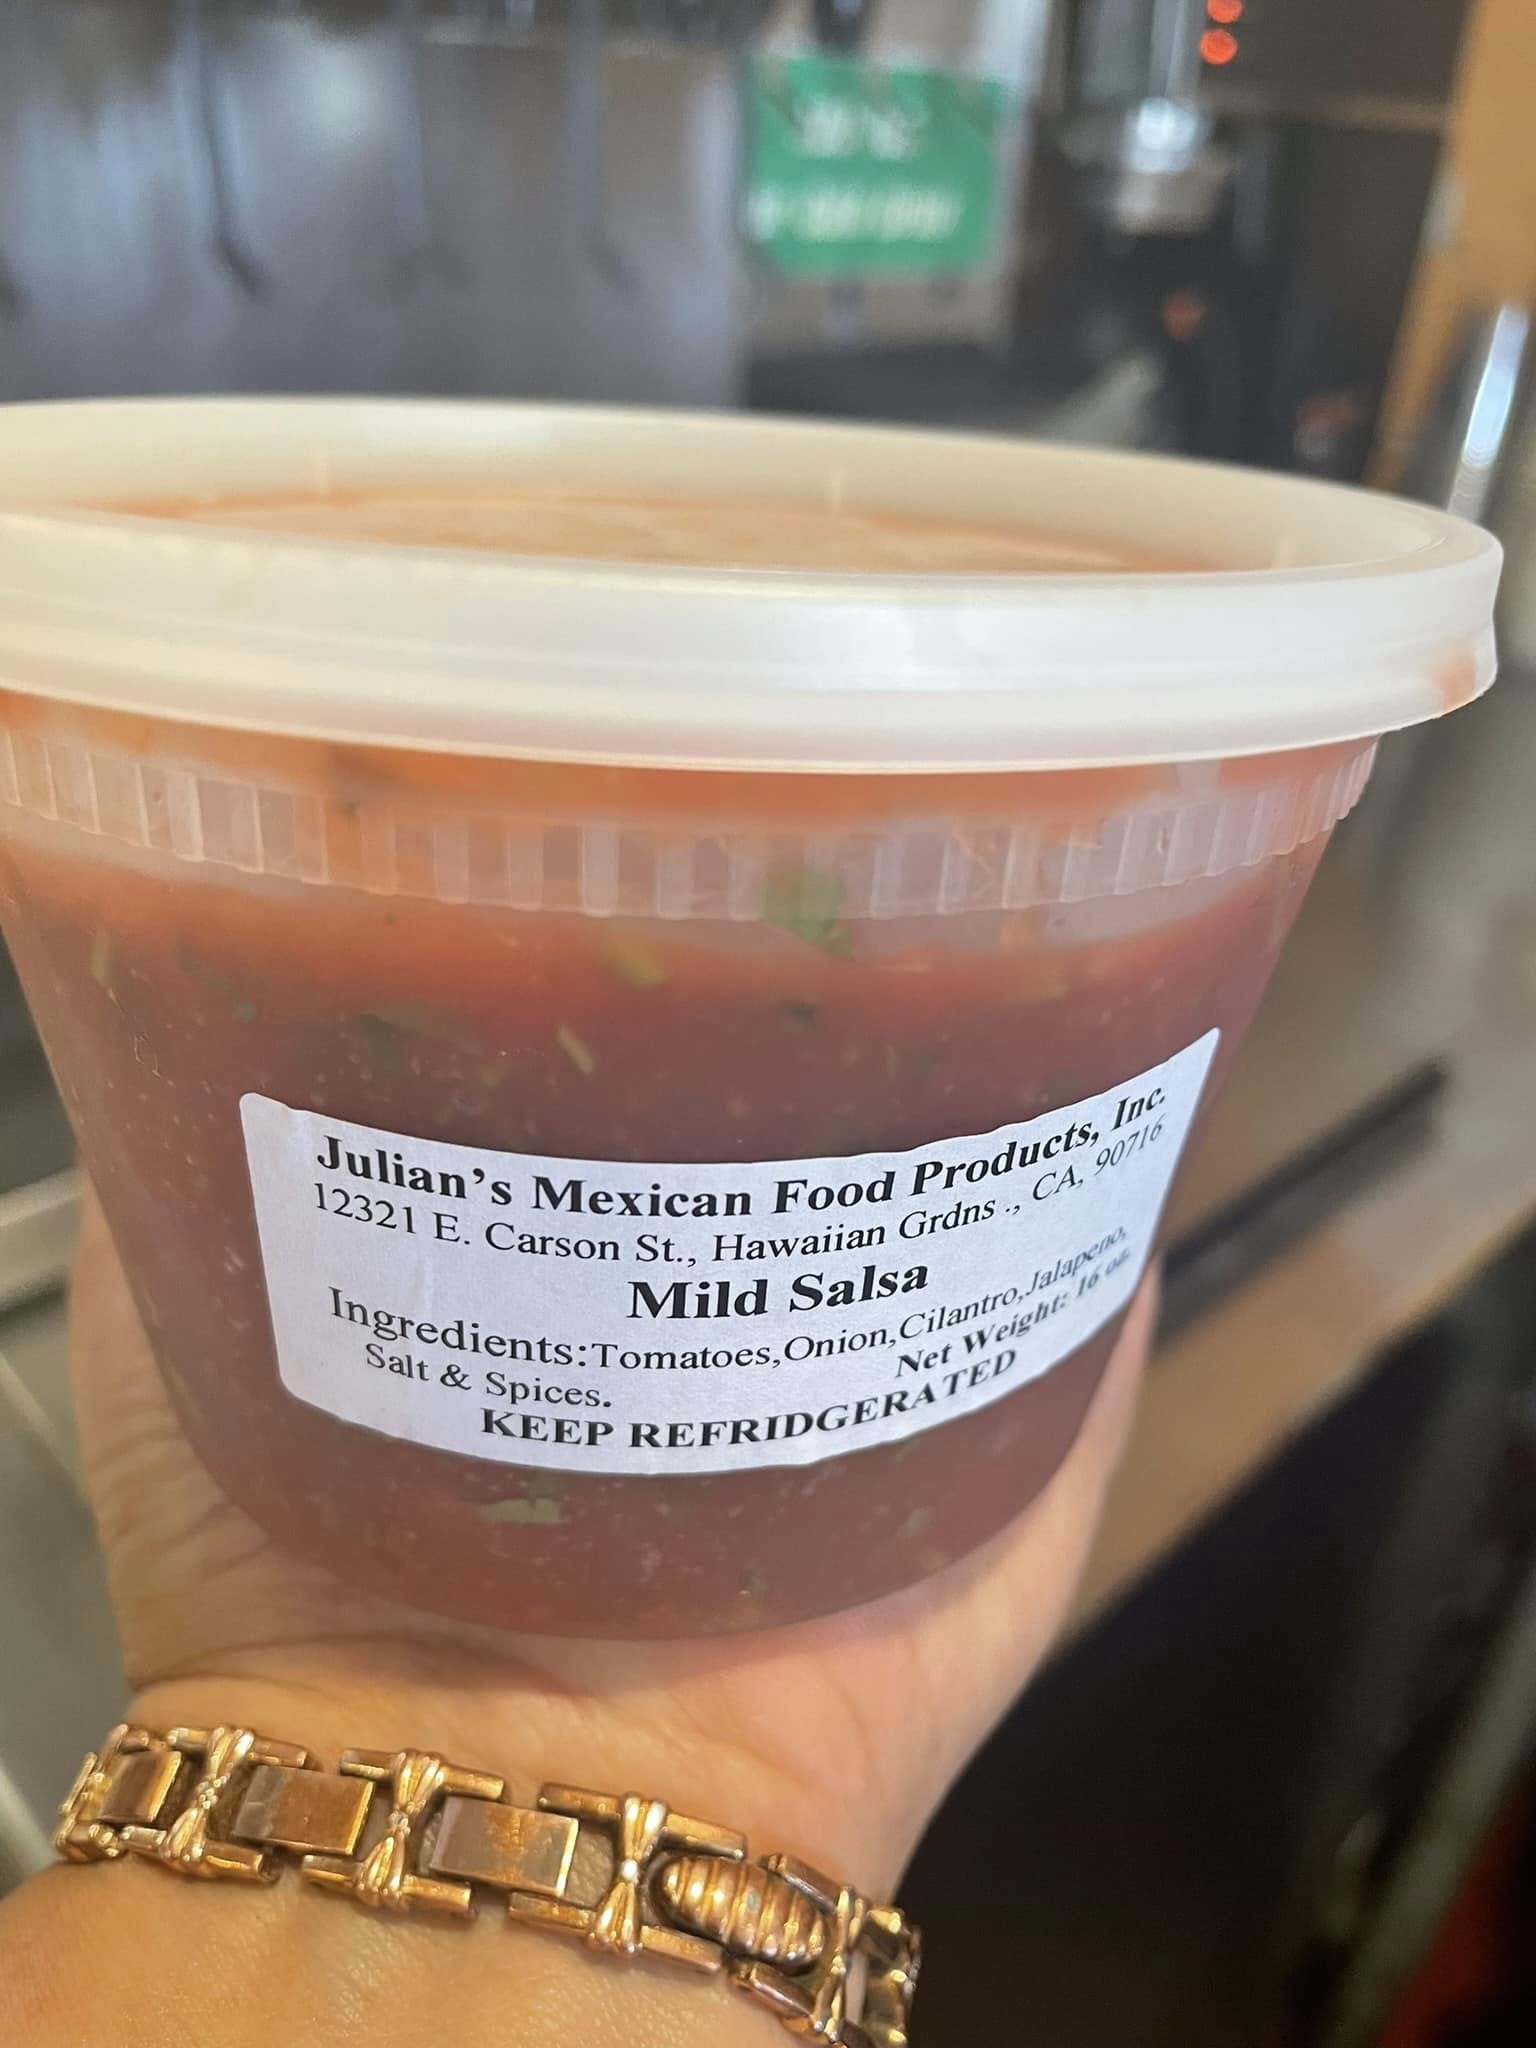 Julian's Mexican Food Products, Inc.
12321 E. Carson St., Hawaiian Grdns ., CA, 90716
Mild Salsa
Ingredients:Tomatoes,Onion,Cilantro,Jalapeno,
Salt & Spices. Net Weight: 16 oz.
KEEP REFRIDGERATED